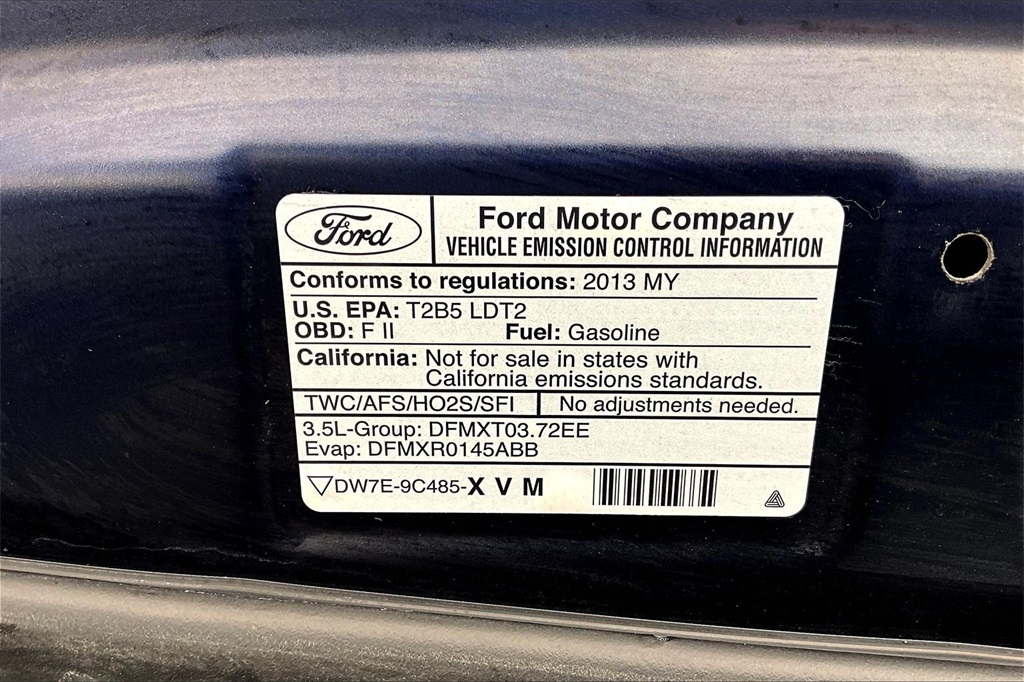 Ford
Ford Motor Company
VEHICLE EMISSION CONTROL INFORMATION
Conforms to regulations: 2013 MY
U.S. EPA: T2B5 LDT2
OBD: F II Fuel: Gasoline
California: Not for sale in states with
California emissions standards.
TWC/AFS/HO2S/SFI No adjustments needed.
3.5L-Group: DFMXT03.72EE
Evap: DFMXR0145ABB
DW7E-9C485-X V M